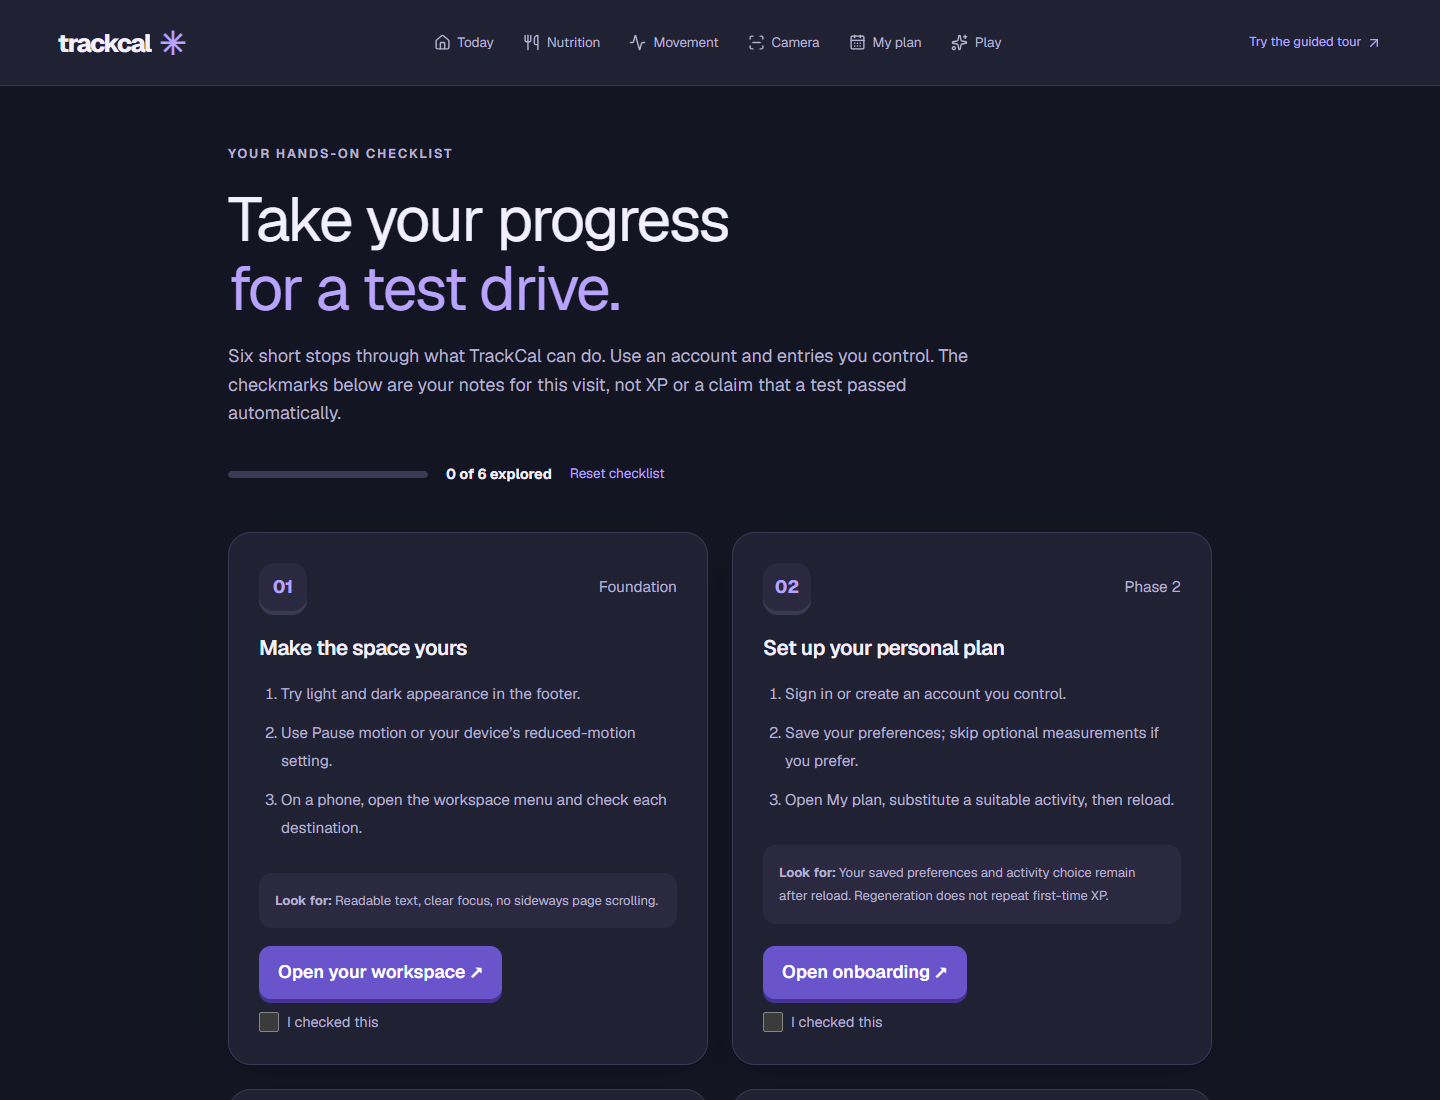 trackcal
Today
Nutrition
Movement
Camera
My plan
Play
Try the guided tour
YOUR HANDS-ON CHECKLIST
Take your progress
for a test drive.
Six short stops through what TrackCal can do. Use an account and entries you control. The
checkmarks below are your notes for this visit, not XP or a claim that a test passed
automatically.
0 of 6 explored
Reset checklist
01
Foundation
Make the space yours
1. Try light and dark appearance in the footer.
2. Use Pause motion or your device’s reduced-motion
setting.
3. On a phone, open the workspace menu and check each
destination.
Look for: Readable text, clear focus, no sideways page scrolling.
Open your workspace ↗
I checked this
02
Phase 2
Set up your personal plan
1. Sign in or create an account you control.
2. Save your preferences; skip optional measurements if
you prefer.
3. Open My plan, substitute a suitable activity, then reload.
Look for: Your saved preferences and activity choice remain
after reload. Regeneration does not repeat first-time XP.
Open onboarding ↗
I checked this